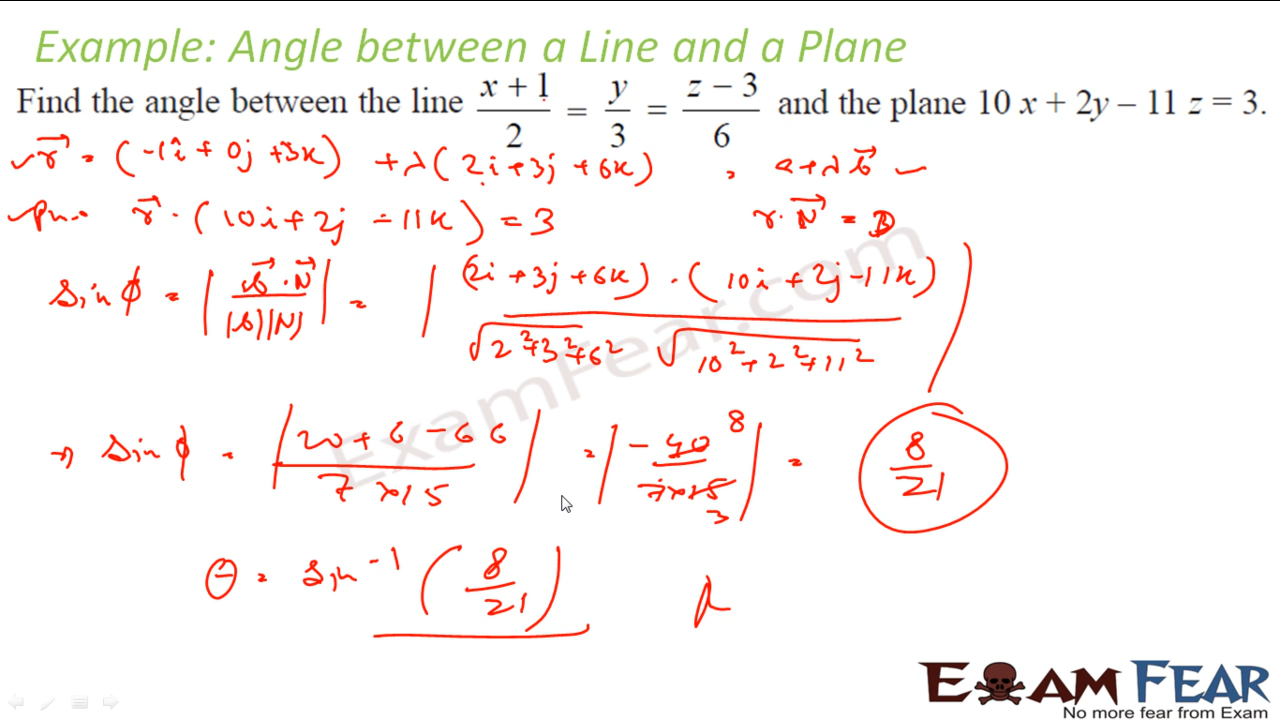 Example: Angle between a Line and a Plane
Find the angle between the line (x + 1)/2 = y/3 = (z − 3)/6 and the plane 10 x + 2y − 11 z = 3.
r⃗ = (-1î + 0j + 3k) + λ(2i + 3j + 6k) , a + λb⃗
r⃗ · (10i + 2j - 11k) = 3 r · N⃗ = D
Sin φ = | b⃗ · N⃗ / |b||N| | = | (2i + 3j + 6k) · (10i + 2j - 11k) / √2²+3²+6² √10²+2²+11² |
→ Sin φ = | 20 + 6 - 66 / 7 × 15 | = | - 40 8 / 7×15 3 | = 8/21
θ = Sin⁻¹ (8/21)
ExamFear.com
EXAM FEAR
No more fear from Exam